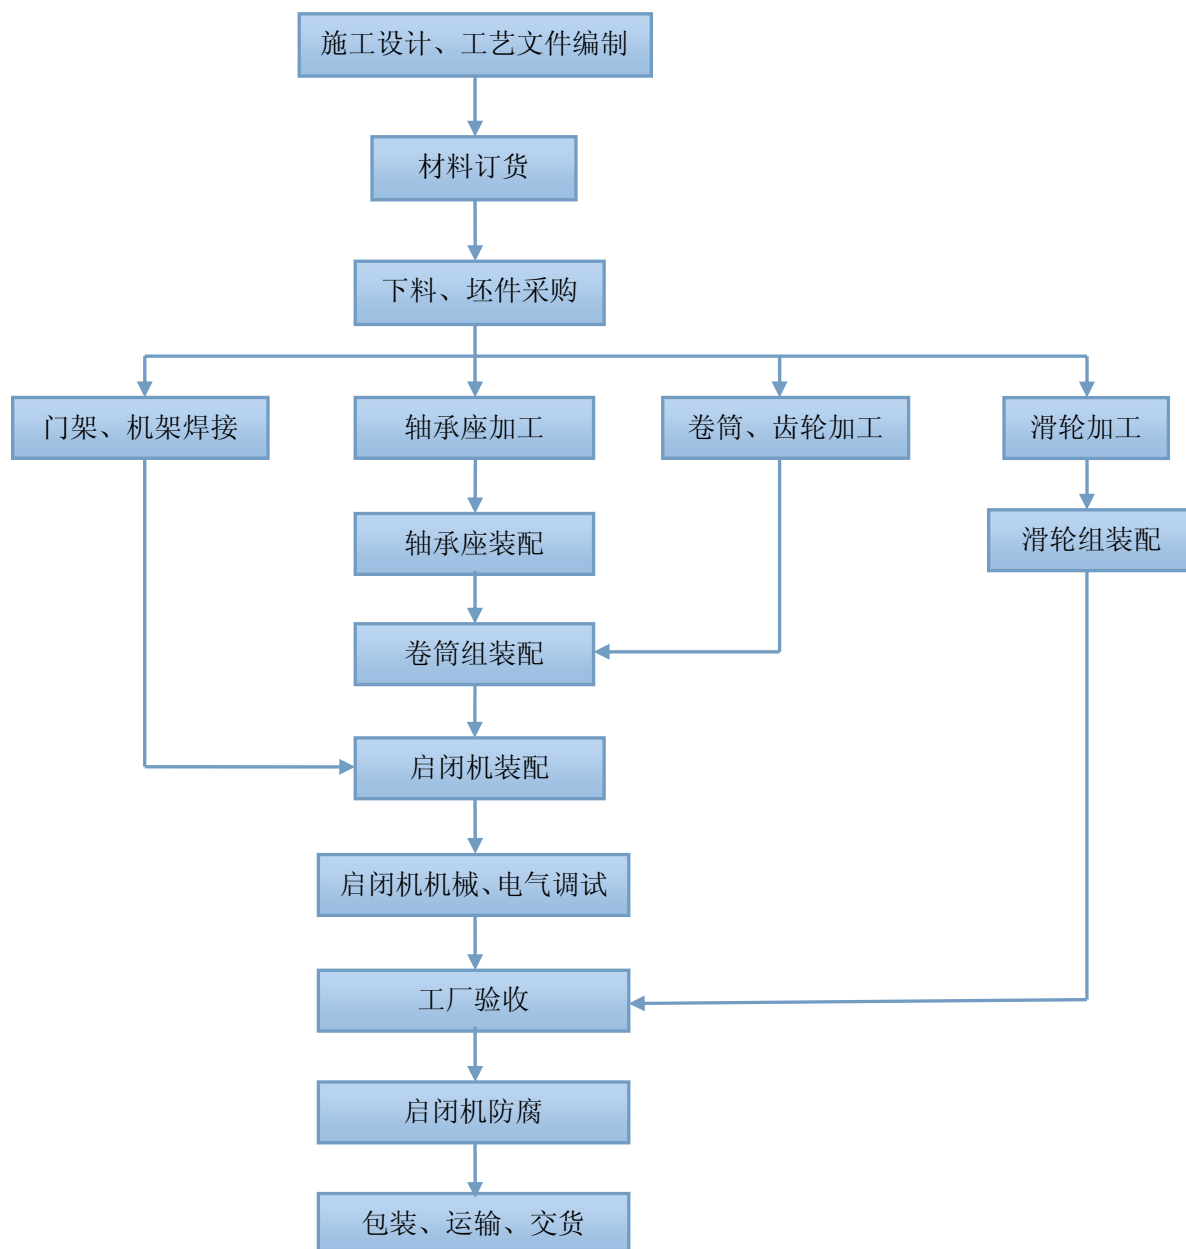 施工设计、工艺文件编制
材料订货
下料、坯件采购
门架、机架焊接
轴承座加工
卷筒、齿轮加工
滑轮加工
轴承座装配
滑轮组装配
卷筒组装配
启闭机装配
启闭机机械、电气调试
工厂验收
启闭机防腐
包装、运输、交货